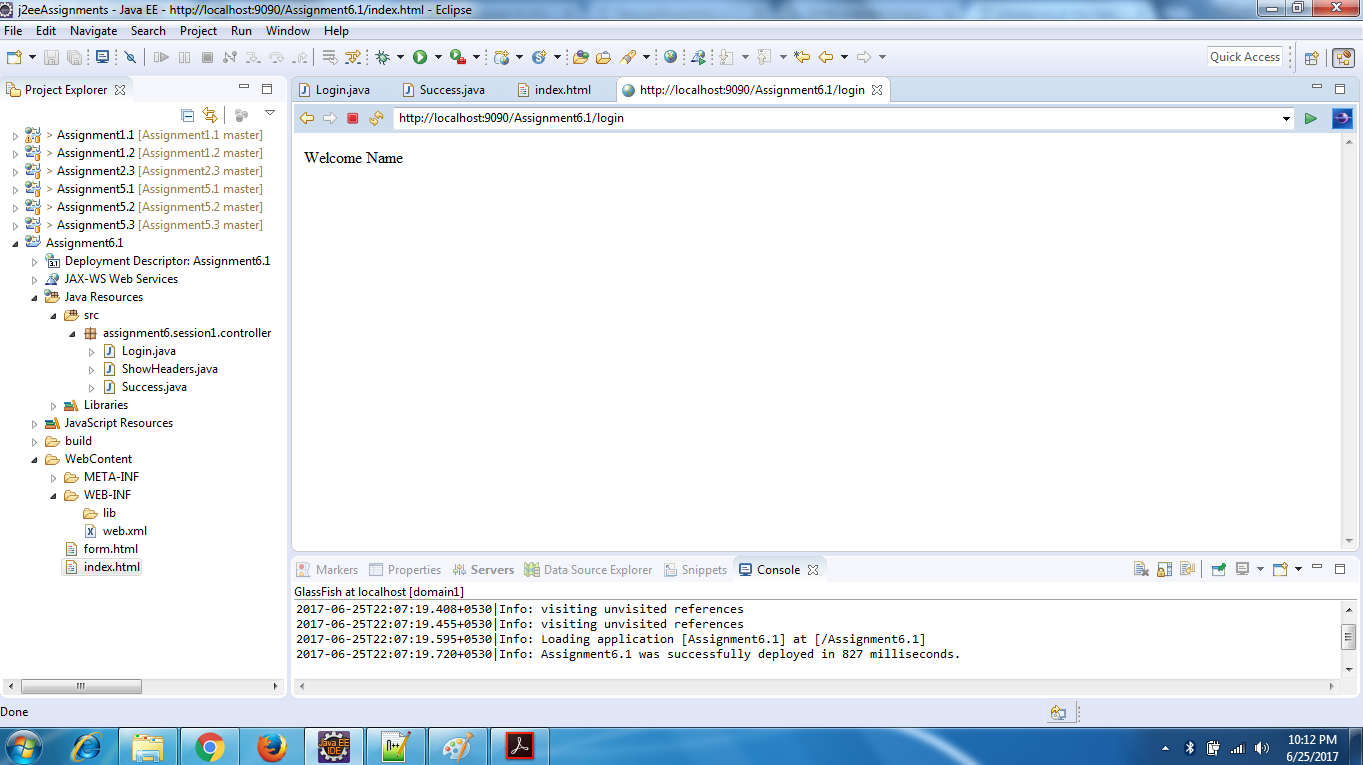 j2eeAssignments - Java EE - http://localhost:9090/Assignment6.1/index.html - Eclipse
File Edit Navigate Search Project Run Window Help
Quick Access
Project Explorer
Login.java Success.java index.html http://localhost:9090/Assignment6.1/login
http://localhost:9090/Assignment6.1/login
Welcome Name
> Assignment1.1 [Assignment1.1 master]
> Assignment1.2 [Assignment1.2 master]
> Assignment2.3 [Assignment2.3 master]
> Assignment5.1 [Assignment5.1 master]
> Assignment5.2 [Assignment5.2 master]
> Assignment5.3 [Assignment5.3 master]
Assignment6.1
3.1 Deployment Descriptor: Assignment6.1
JAX-WS Web Services
Java Resources
src
assignment6.session1.controller
Login.java
ShowHeaders.java
Success.java
Libraries
JavaScript Resources
build
WebContent
META-INF
WEB-INF
lib
web.xml
form.html
index.html
Markers Properties Servers Data Source Explorer Snippets Console
GlassFish at localhost [domain1]
2017-06-25T22:07:19.408+0530|Info: visiting unvisited references
2017-06-25T22:07:19.455+0530|Info: visiting unvisited references
2017-06-25T22:07:19.595+0530|Info: Loading application [Assignment6.1] at [/Assignment6.1]
2017-06-25T22:07:19.720+0530|Info: Assignment6.1 was successfully deployed in 827 milliseconds.
Done
Java EE
IDE
10:12 PM
6/25/2017